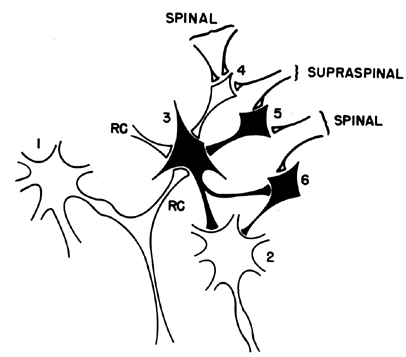 SPINAL
4
} SUPRASPINAL
3
5
} SPINAL
RC
1
6
RC
2